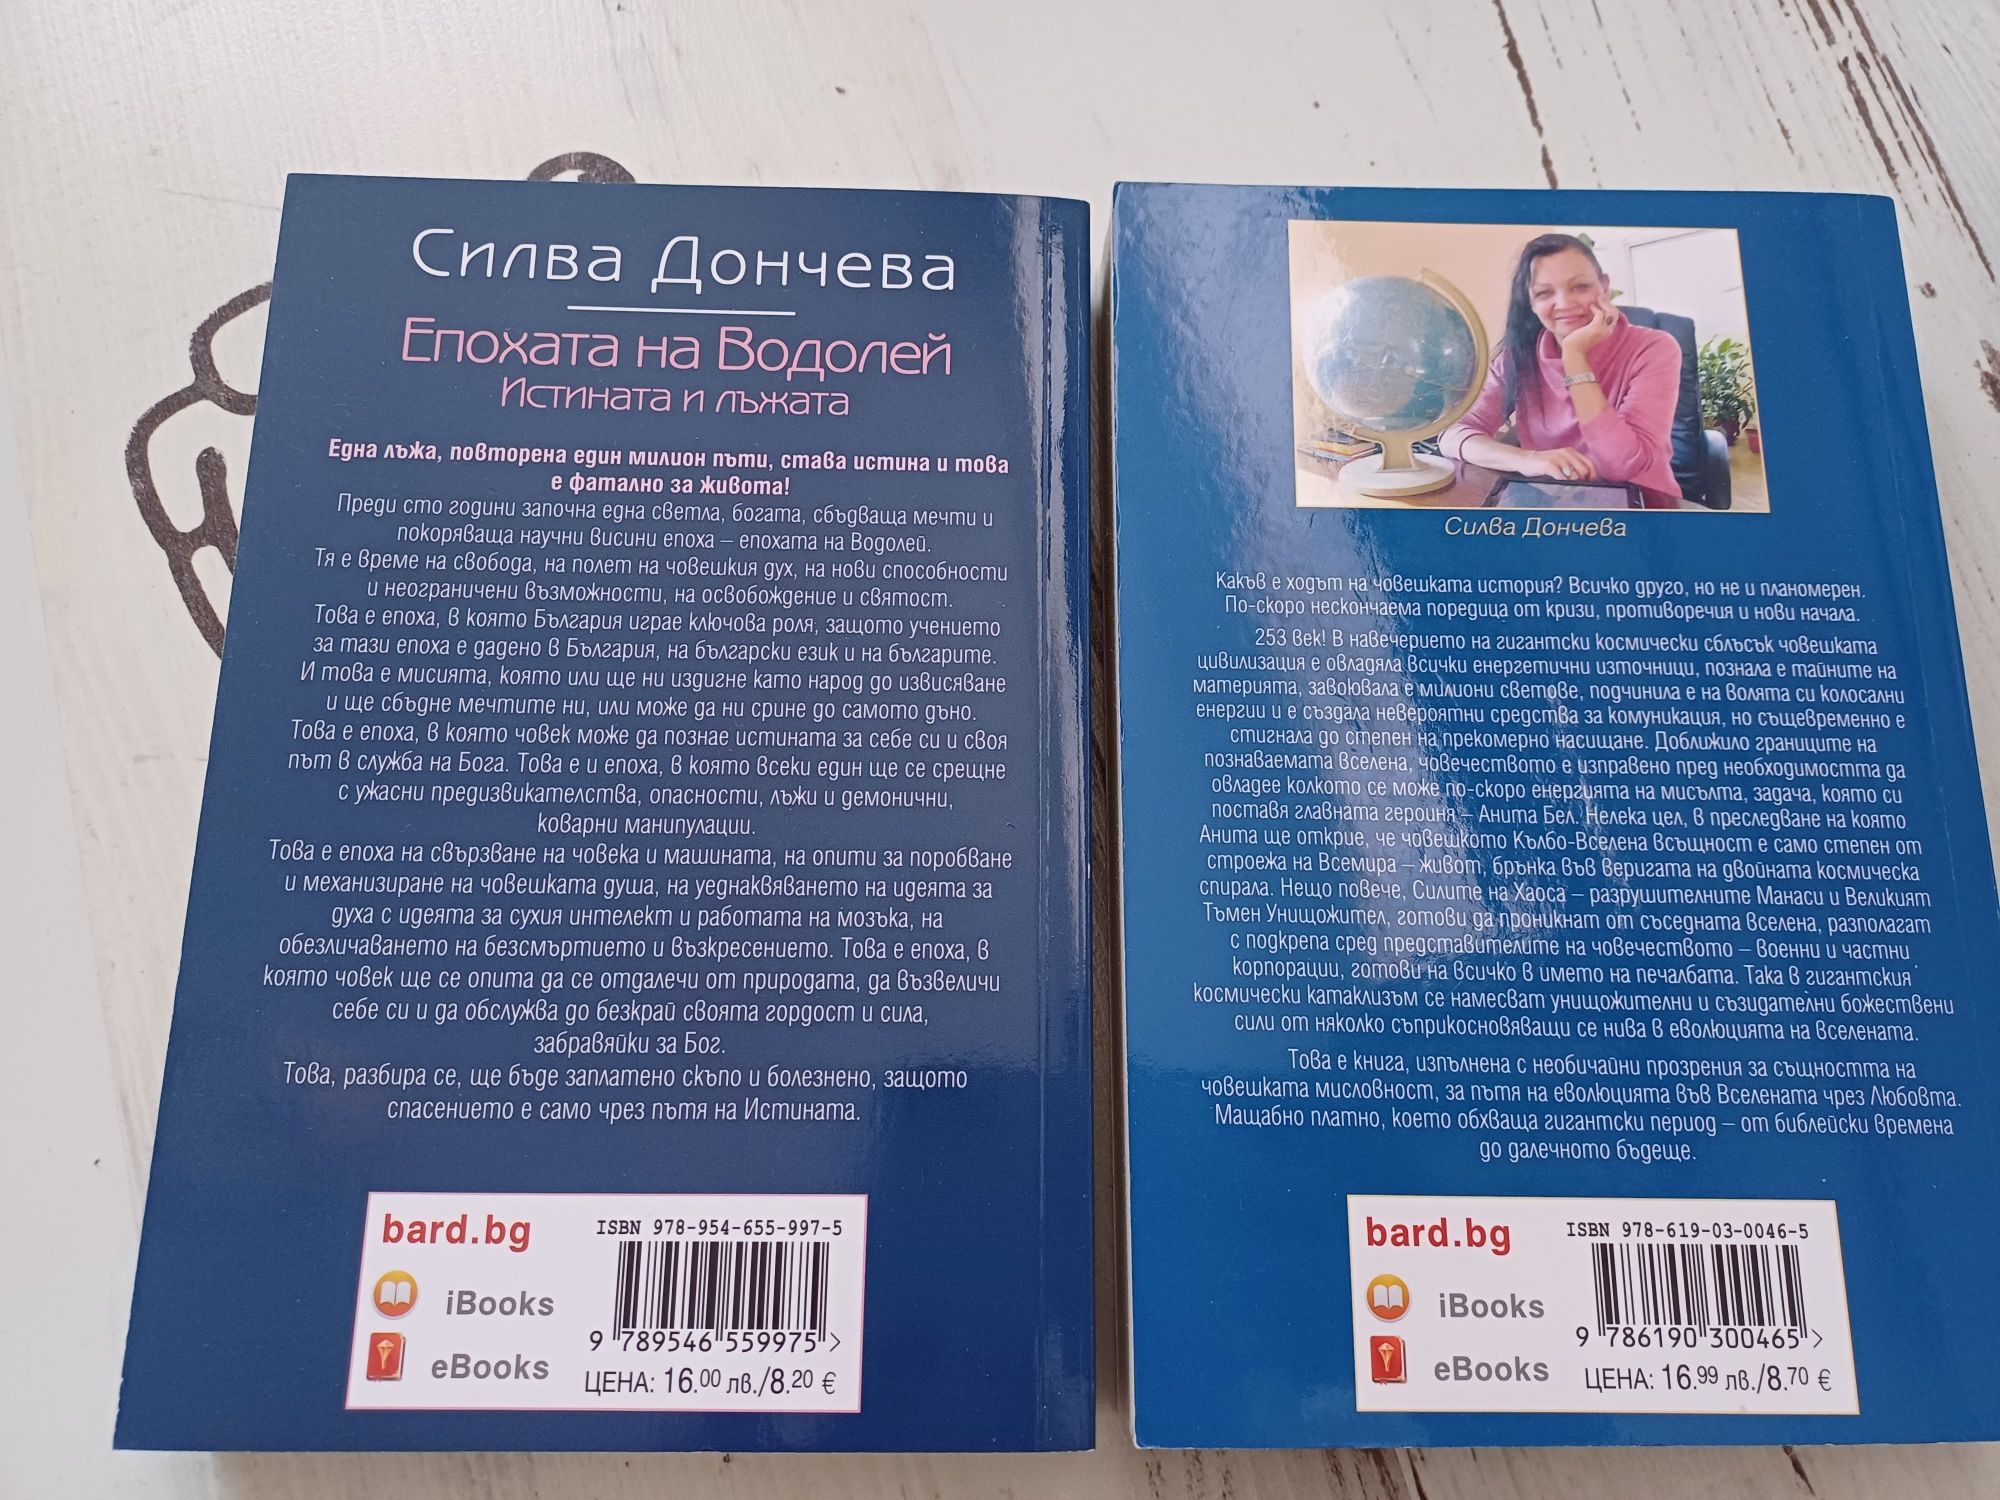 Силва Дончева
Епохата на Водолей
Истината и лъжата
Една лъжа, повторена един милион пъти, става истина и това
е фатално за живота!
Преди сто години започна една светла, богата, сбъдваща мечти и
покоряваща научни висини епоха – епохата на Водолей.
Тя е време на свобода, на полет на човешкия дух, на нови способности
и неограничени възможности, на освобождение и святост.
Това е епоха, в която България играе ключова роля, защото учението
за тази епоха е дадено в България, на български език и на българите.
И това е мисията, която или ще ни издигне като народ до извисяване
и ще сбъдне мечтите ни, или може да ни срине до самото дъно.
Това е епоха, в която човек може да познае истината за себе си и своя
път в служба на Бога. Това е и епоха, в която всеки един ще се срещне
с ужасни предизвикателства, опасности, лъжи и демонични,
коварни манипулации.
Това е епоха на свързване на човека и машината, на опити за поробване
и механизиране на човешката душа, на уеднаквяването на идеята за
духа с идеята за сухия интелект и работата на мозъка, на
обезличаването на безсмъртието и възкресението. Това е епоха, в
която човек ще се опита да се отдалечи от природата, да възвеличи
себе си и да обслужва до безкрай своята гордост и сила,
забравяйки за Бог.
Това, разбира се, ще бъде заплатено скъпо и болезнено, защото
спасението е само чрез пътя на Истината.
bard.bg
iBooks
eBooks
ISBN 978-954-655-997-5
9 789546 559975 >
ЦЕНА: 16.00 лв./8.20 €
Силва Дончева
Какъв е ходът на човешката история? Всичко друго, но не и планомерен.
По-скоро нескончаема поредица от кризи, противоречия и нови начала.
253 век! В навечерието на гигантски космически сблъсък човешката
цивилизация е овладяла всички енергетични източници, познала е тайните на
материята, завоювала е милиони светове, подчинила е на волята си колосални
енергии и е създала невероятни средства за комуникация, но същевременно е
стигнала до степен на прекомерно насищане. Доближило границите на
познаваемата вселена, човечеството е изправено пред необходимостта да
овладее колкото се може по-скоро енергията на мисълта, задача, която си
поставя главната героиня – Анита Бел. Нелека цел, в преследване на която
Анита ще открие, че човешкото Кълбо-Вселена всъщност е само степен от
строежа на Всемира – живот, брънка във веригата на двойната космическа
спирала. Нещо повече, Силите на Хаоса – разрушителните Манаси и Великият
Тъмен Унищожител, готови да проникнат от съседната вселена, разполагат
с подкрепа сред представителите на човечеството – военни и частни
корпорации, готови на всичко в името на печалбата. Така в гигантския
космически катаклизъм се намесват унищожителни и съзидателни божествени
сили от няколко съприкосновяващи се нива в еволюцията на вселената.
Това е книга, изпълнена с необичайни прозрения за същността на
човешката мисловност, за пътя на еволюцията във Вселената чрез Любовта.
Мащабно платно, което обхваща гигантски период – от библейски времена
до далечното бъдеще.
bard.bg
iBooks
eBooks
ISBN 978-619-03-0046-5
9 786190 300465 >
ЦЕНА: 16.99 лв./8.70 €